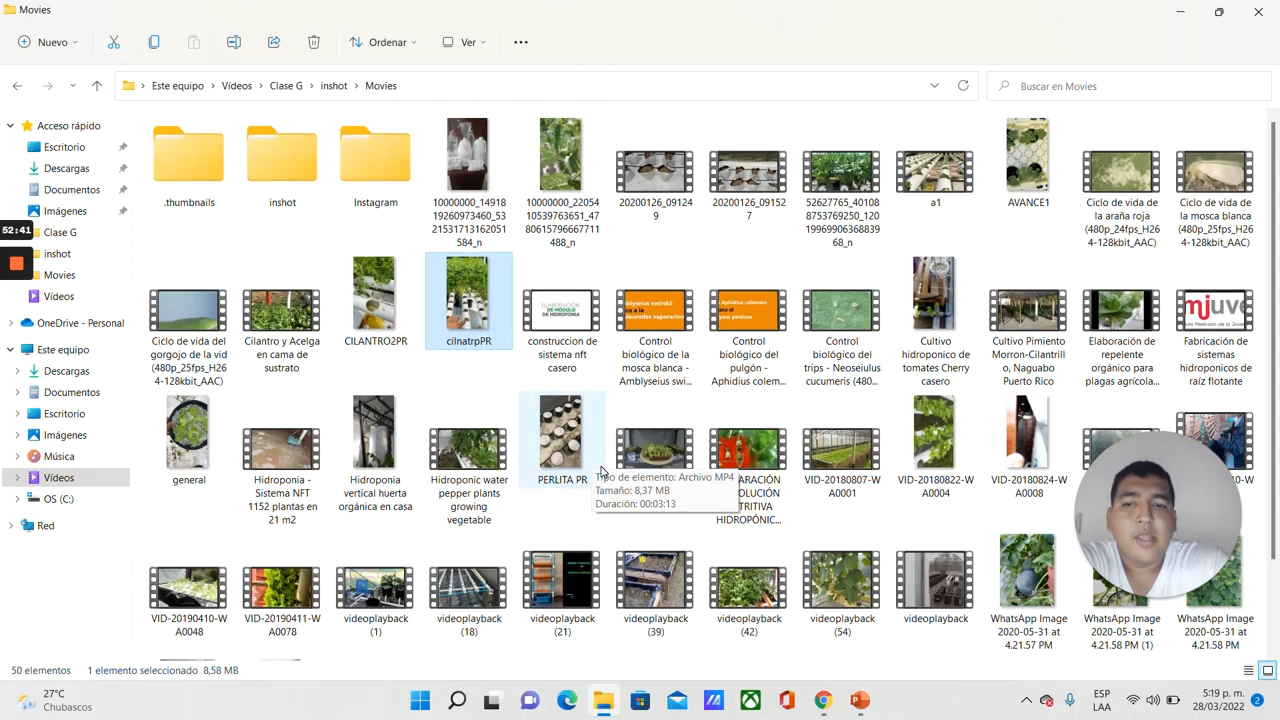 Movies
Nuevo
Ordenar
Ver
Este equipo > Vídeos > Clase G > inshot > Movies
Buscar en Movies
Acceso rápido
Escritorio
Descargas
Documentos
Imágenes
Clase G
inshot
Movies
Vídeos
OneDrive - Personal
Este equipo
Descargas
Documentos
Escritorio
Imágenes
Música
Vídeos
OS (C:)
Red
52:41
.thumbnails
inshot
Instagram
10000000_14918
19260973460_53
21531713162051
584_n
10000000_22054
10539763651_47
80615796667711
488_n
20200126_09124
9
20200126_09152
7
52627765_40108
8753769250_120
19969906368839
68_n
a1
AVANCE1
Ciclo de vida de
la araña roja
(480p_25fps_H26
4-128kbit_AAC)
Ciclo de vida de
la mosca blanca
(480p_25fps_H26
4-128kbit_AAC)
Ciclo de vida del
gorgojo de la vid
(480p_fps_H26
4-128kbit_AAC)
Cilantro y Acelga
en cama de
sustrato
CILANTRO2PR
cilnatrpPR
ELABORACIÓN
DE MÓDULO DE
HIDROPONIA
construccion de
sistema nft
casero
Control
biológico de la
mosca blanca -
Amblyseius swi...
Control
biológico del
pulgón -
Aphidius colem...
Control
biológico del
trips - Neoseiulus
cucumeris (480...
Cultivo
hidroponico de
tomates Cherry
casero
Cultivo Pimiento
Morron-Cilantril
o, Naguabo
Puerto Rico
Elaboración de
repelente
orgánico para
plagas agrícola...
mjuve
Fabricación de
sistemas
hidroponicos de
raíz flotante
general
Hidroponia -
Sistema NFT
1152 plantas en
21 m2
Hidroponia
vertical huerta
orgánica en casa
Hidroponic water
pepper plants
growing
vegetable
PERLITA PR
Tipo de elemento: Archivo MP4
Tamaño: 8,37 MB
Duración: 00:03:13
ARACIÓN
OLUCIÓN
TRITIVA
HIDROPÓNIC...
VID-20180807-W
A0001
VID-20180822-W
A0004
VID-20180824-W
A0008
VID-20190410-W
A0048
VID-20190411-W
A0078
videoplayback
(1)
videoplayback
(18)
videoplayback
(21)
videoplayback
(39)
videoplayback
(42)
videoplayback
(54)
videoplayback
WhatsApp Image
2020-05-31 at
4.21.57 PM
WhatsApp Image
2020-05-31 at
4.21.58 PM (1)
WhatsApp Image
2020-05-31 at
4.21.58 PM
50 elementos
1 elemento seleccionado 8,58 MB
27°C
Chubascos
ESP
LAA
5:19 p. m.
28/03/2022
2